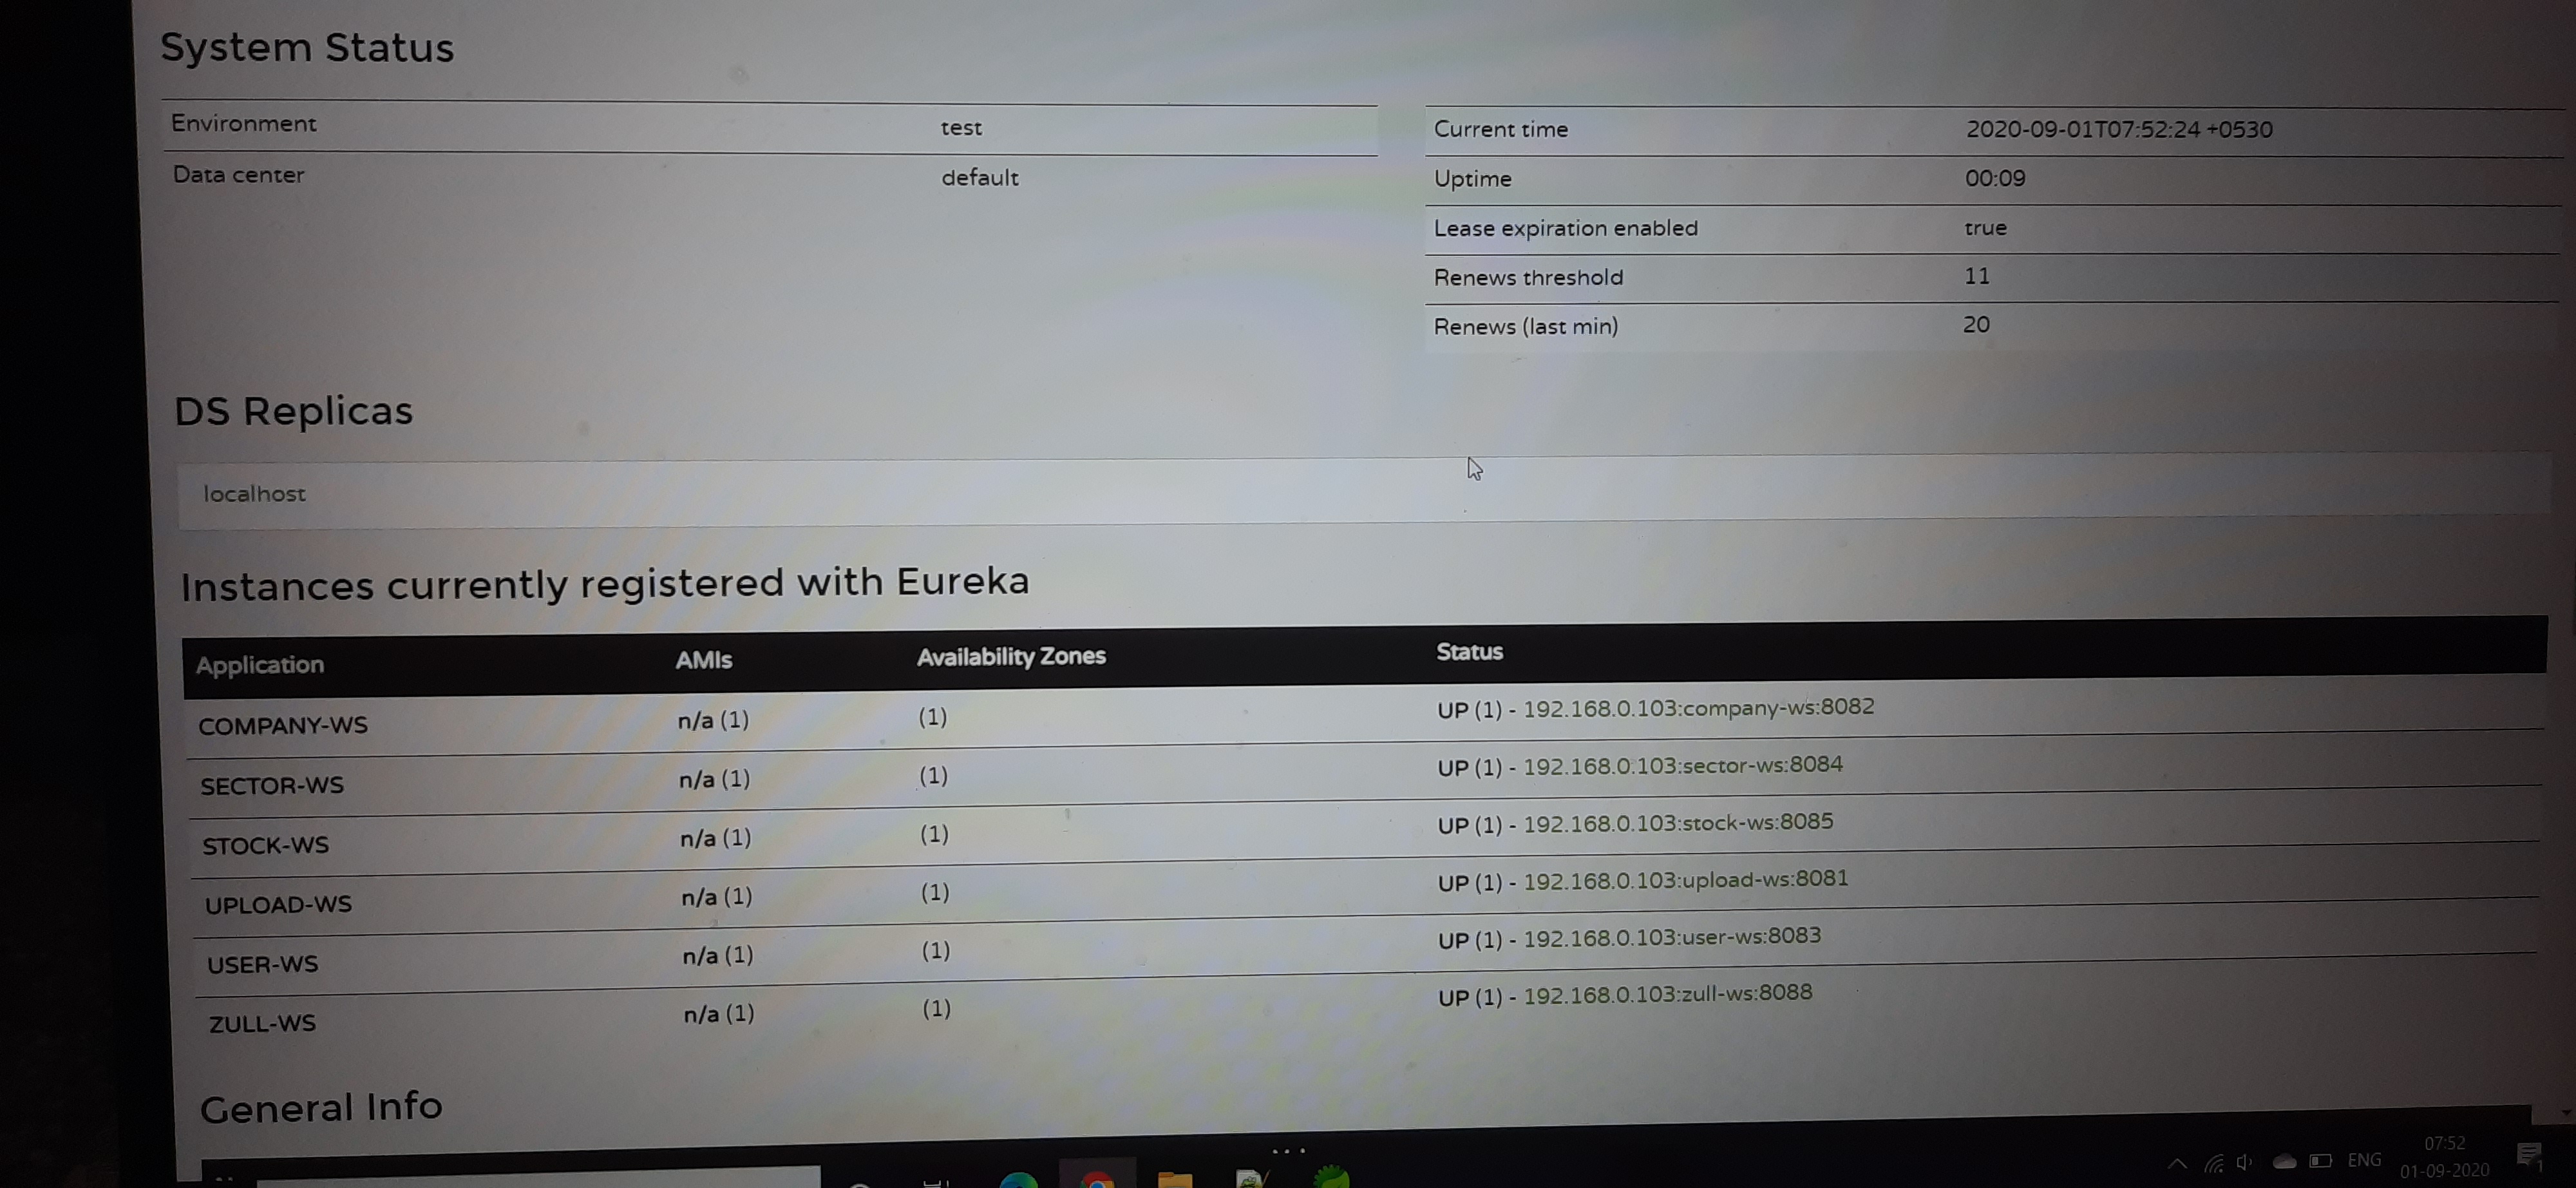 System Status
Environment test
Data center default
Current time 2020-09-01T07:52:24 +0530
Uptime 00:09
Lease expiration enabled true
Renews threshold 11
Renews (last min) 20
DS Replicas
localhost
Instances currently registered with Eureka
Application AMIs Availability Zones Status
COMPANY-WS n/a (1) (1) UP (1) - 192.168.0.103:company-ws:8082
SECTOR-WS n/a (1) (1) UP (1) - 192.168.0.103:sector-ws:8084
STOCK-WS n/a (1) (1) UP (1) - 192.168.0.103:stock-ws:8085
UPLOAD-WS n/a (1) (1) UP (1) - 192.168.0.103:upload-ws:8081
USER-WS n/a (1) (1) UP (1) - 192.168.0.103:user-ws:8083
ZULL-WS n/a (1) (1) UP (1) - 192.168.0.103:zull-ws:8088
General Info
ENG
07:52
01-09-2020
1